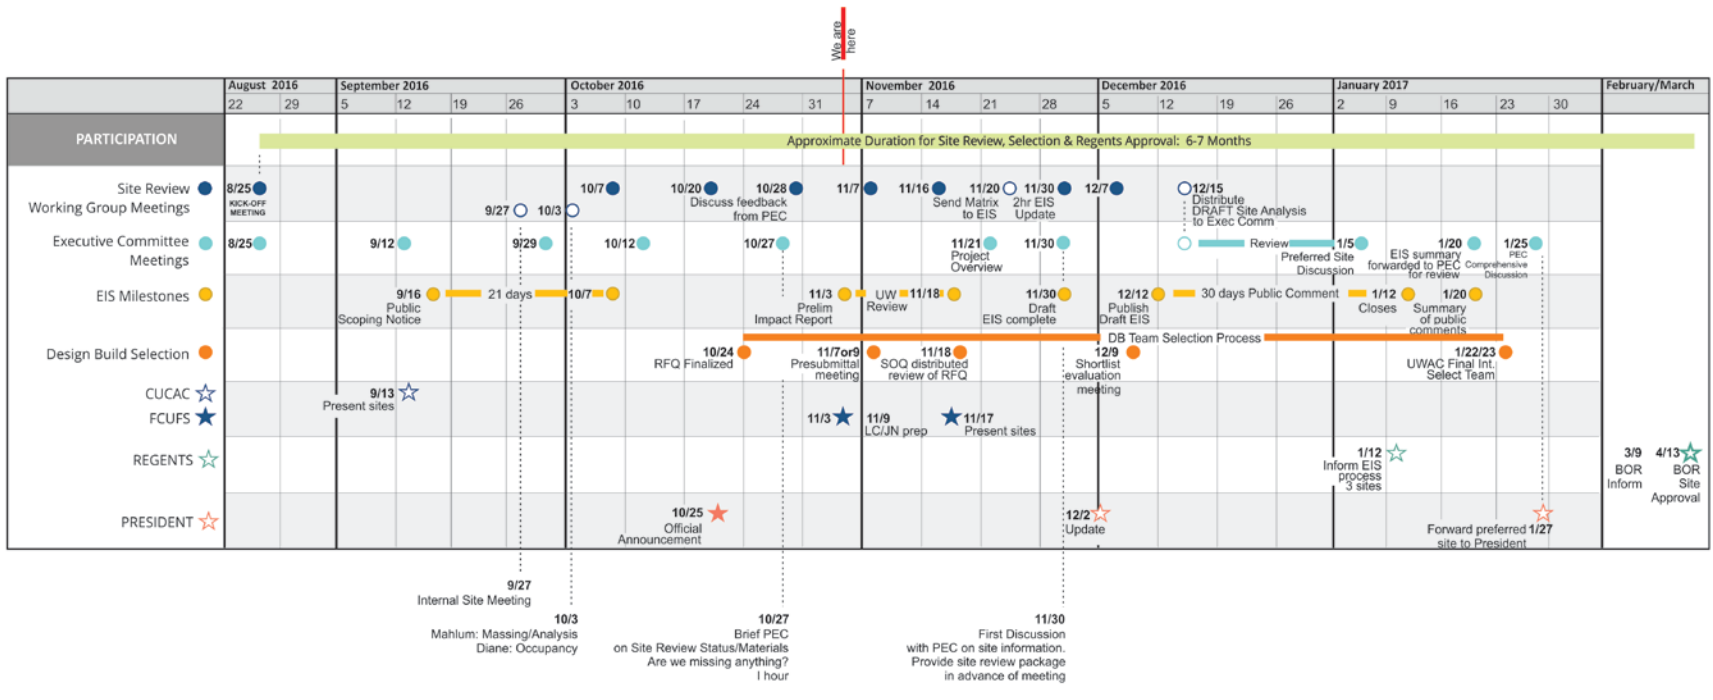 We are
here
August 2016
September 2016
October 2016
November 2016
December 2016
January 2017
February/March
22 29 5 12 19 26 3 10 17 24 31 7 14 21 28 5 12 19 26 2 9 16 23 30
PARTICIPATION
Approximate Duration for Site Review, Selection & Regents Approval: 6-7 Months
Site Review
Working Group Meetings
8/25
KICK-OFF
MEETING
9/27
10/3
10/7
10/20
Discuss feedback
from PEC
10/28
11/7
11/16
Send Matrix
to EIS
11/20
11/30
2hr EIS
Update
12/7
12/15
Distribute
DRAFT Site Analysis
to Exec Comm
Executive Committee
Meetings
8/25
9/12
9/29
10/12
10/27
11/21
Project
Overview
11/30
Review
1/5
Preferred Site
Discussion
1/20
EIS summary
forwarded to PEC
for review
1/25
PEC
Comprehensive
Discussion
EIS Milestones
9/16
Public
Scoping Notice
21 days
10/7
11/3
Prelim
Impact Report
UW
Review
11/18
11/30
Draft
EIS complete
12/12
Publish
Draft EIS
30 days Public Comment
1/12
Closes
1/20
Summary
of public
comments
Design Build Selection
DB Team Selection Process
10/24
RFQ Finalized
11/7or9
Presubmittal
meeting
11/18
SOQ distributed
review of RFQ
12/9
Shortlist
evaluation
meeting
1/22/23
UWAC Final Int.
Select Team
CUCAC
9/13
Present sites
FCUFS
11/3
11/9
LC/JN prep
11/17
Present sites
REGENTS
1/12
Inform EIS
process
3 sites
3/9
BOR
Inform
4/13
BOR
Site
Approval
PRESIDENT
10/25
Official
Announcement
12/2
Update
Forward preferred 1/27
site to President
9/27
Internal Site Meeting
10/3
Mahlum: Massing/Analysis
Diane: Occupancy
10/27
Brief PEC
on Site Review Status/Materials
Are we missing anything?
I hour
11/30
First Discussion
with PEC on site information.
Provide site review package
in advance of meeting